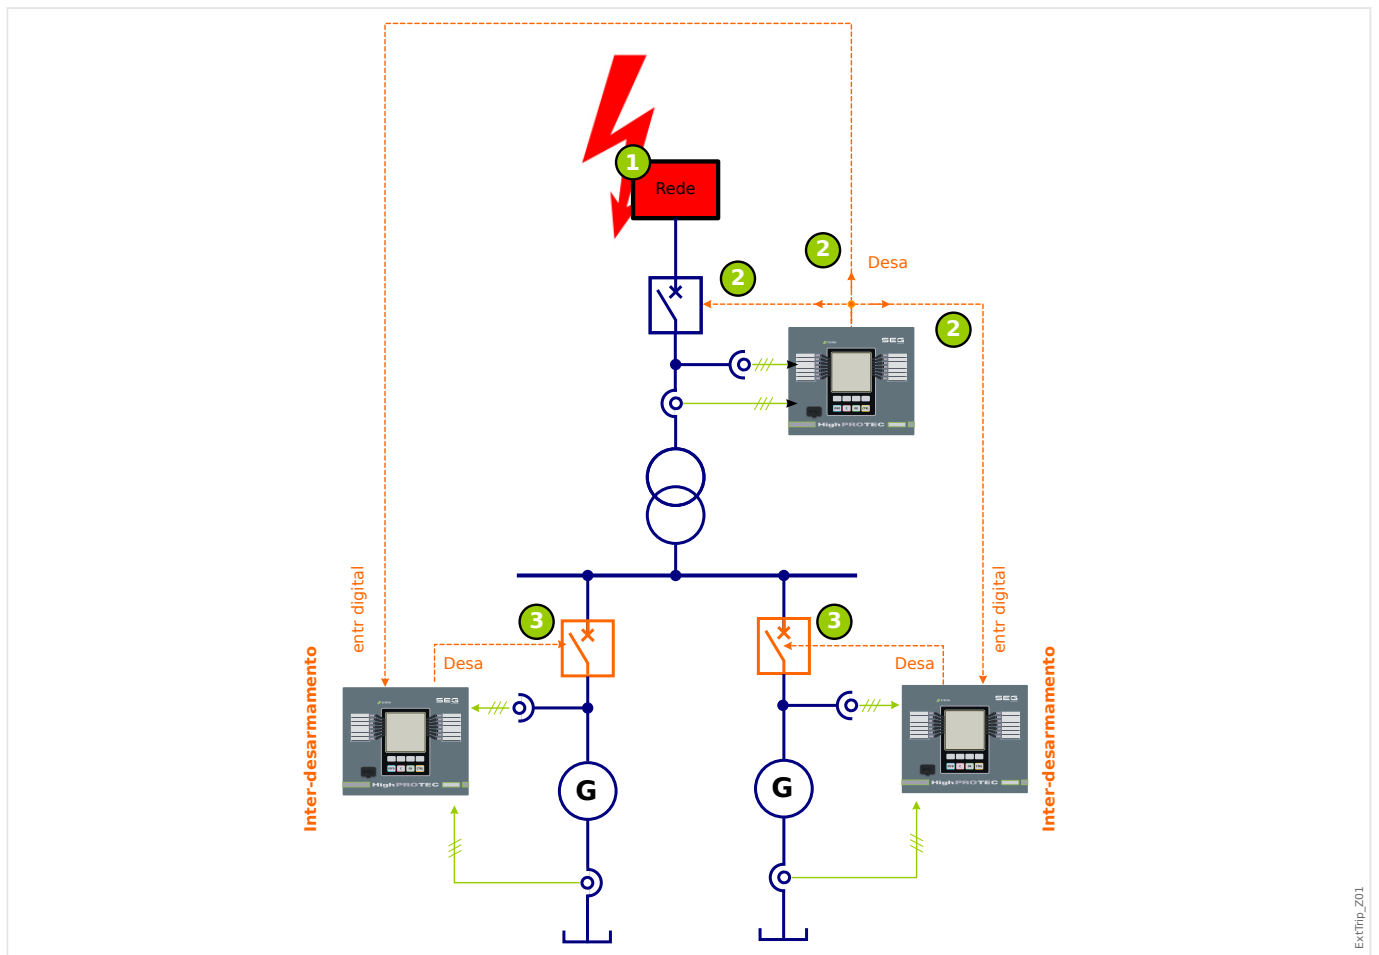 1
Rede
2
Desa
2
2
SEG
HighPROTEC
entr digital
entr digital
3
3
Desa
Desa
Inter-desarmamento
Inter-desarmamento
SEG
HighPROTEC
SEG
HighPROTEC
G
G
ExtTrip_Z01